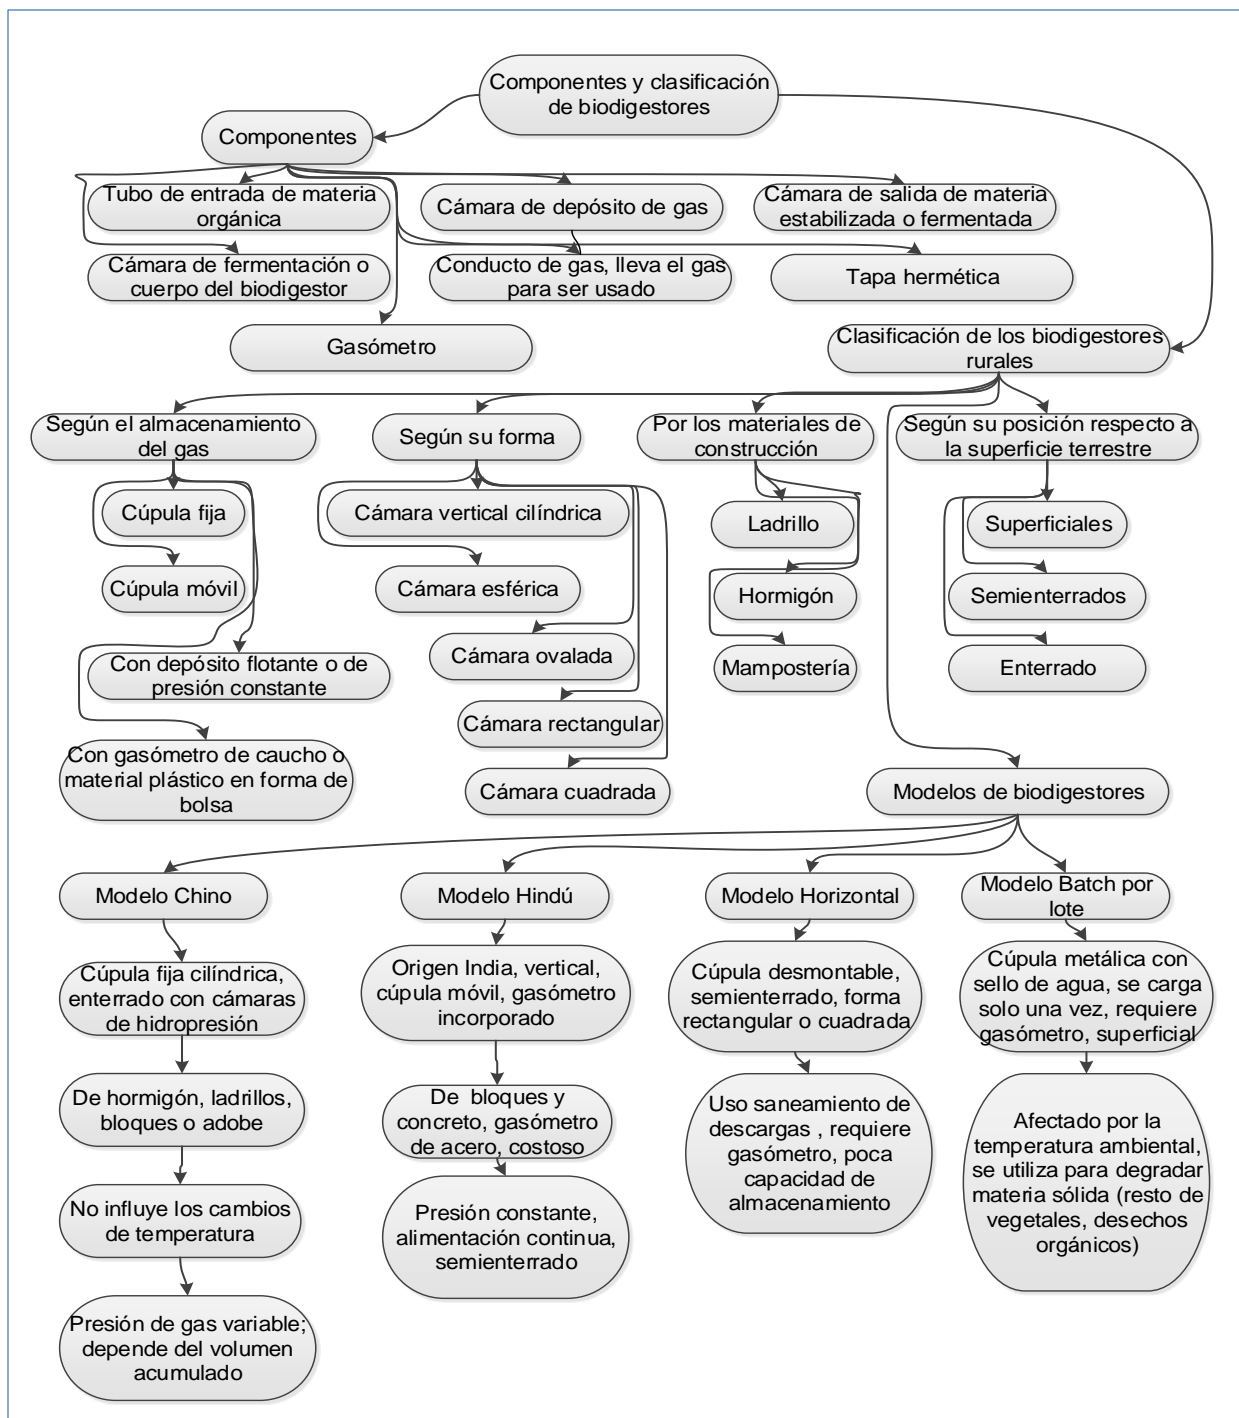 Componentes y clasificación
de biodigestores
Componentes
Tubo de entrada de materia
orgánica
Cámara de depósito de gas
Cámara de salida de materia
estabilizada o fermentada
Cámara de fermentación o
cuerpo del biodigestor
Conducto de gas, lleva el gas
para ser usado
Tapa hermética
Gasómetro
Clasificación de los biodigestores
rurales
Según el almacenamiento
del gas
Según su forma
Por los materiales de
construcción
Según su posición respecto a
la superficie terrestre
Cúpula fija
Cúpula móvil
Con depósito flotante o de
presión constante
Con gasómetro de caucho o
material plástico en forma de
bolsa
Cámara vertical cilíndrica
Cámara esférica
Cámara ovalada
Cámara rectangular
Cámara cuadrada
Ladrillo
Hormigón
Mampostería
Superficiales
Semienterrados
Enterrado
Modelos de biodigestores
Modelo Chino
Modelo Hindú
Modelo Horizontal
Modelo Batch por
lote
Cúpula fija cilíndrica,
enterrado con cámaras
de hidropresión
De hormigón, ladrillos,
bloques o adobe
No influye los cambios
de temperatura
Presión de gas variable;
depende del volumen
acumulado
Origen India, vertical,
cúpula móvil, gasómetro
incorporado
De  bloques y
concreto, gasómetro
de acero, costoso
Presión constante,
alimentación continua,
semienterrado
Cúpula desmontable,
semienterrado, forma
rectangular o cuadrada
Uso saneamiento de
descargas , requiere
gasómetro, poca
capacidad de
almacenamiento
Cúpula metálica con
sello de agua, se carga
solo una vez, requiere
gasómetro, superficial
Afectado por la
temperatura ambiental,
se utiliza para degradar
materia sólida (resto de
vegetales, desechos
orgánicos)